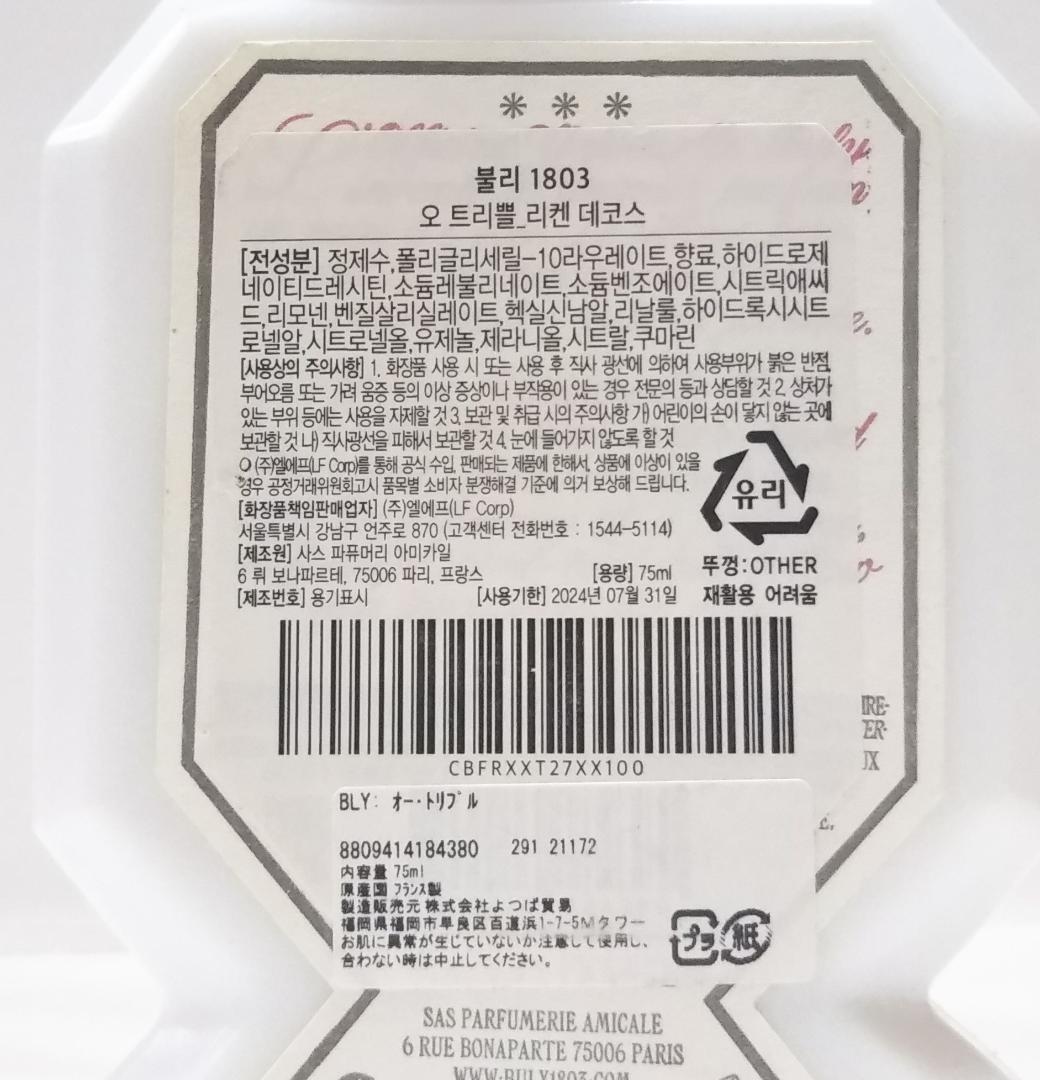 ***
불리 1803
오 트리쁠_리켄 데코스
[전성분] 정제수,폴리글리세릴-10라우레이트,향료,하이드로제
네이티드레시틴,소듐레불리네이트,소듐벤조에이트,시트릭애씨
드,리모넨,벤질살리실레이트,헥실신남알,리날룰,하이드록시시트
로넬알,시트로넬올,유제놀,제라니올,시트랄,쿠마린
[사용상의 주의사항] 1. 화장품 사용 시 또는 사용 후 직사 광선에 의하여 사용부위가 붉은 반점,
부어오름 또는 가려 움증 등의 이상 증상이나 부작용이 있는 경우 전문의 등과 상담할 것 2. 상처가
있는 부위 등에는 사용을 자제할 것 3. 보관 및 취급 시의 주의사항 가) 어린이의 손이 닿지 않는 곳에
보관할 것 나) 직사광선을 피해서 보관할 것 4. 눈에 들어가지 않도록 할 것
○ (주)엘에프(LF Corp)를 통해 공식 수입, 판매되는 제품에 한해서, 상품에 이상이 있을
경우 공정거래위원회고시 품목별 소비자 분쟁해결 기준에 의거 보상해 드립니다.
[화장품책임판매업자] (주)엘에프(LF Corp)
서울특별시 강남구 언주로 870 (고객센터 전화번호 : 1544-5114)
[제조원] 사스 파퓨머리 아미카일
6 뤼 보나파르테, 75006 파리, 프랑스 [용량] 75ml
[제조번호] 용기표시 [사용기한] 2024년 07월 31일
유리
뚜껑:OTHER
재활용 어려움
CBFRXXT27XX100
IRE-
ER-
UX
BLY: オー・トリプル
8809414184380 291 21172
内容量 75ml
原産国 フランス製
製造販売元 株式会社よつば貿易
福岡県福岡市早良区百道浜1-7-5Mタワー
お肌に異常が生じていないか注意して使用し、
合わない時は中止してください。
プラ 紙
SAS PARFUMERIE AMICALE
6 RUE BONAPARTE 75006 PARIS
WWW.BULY1803.COM